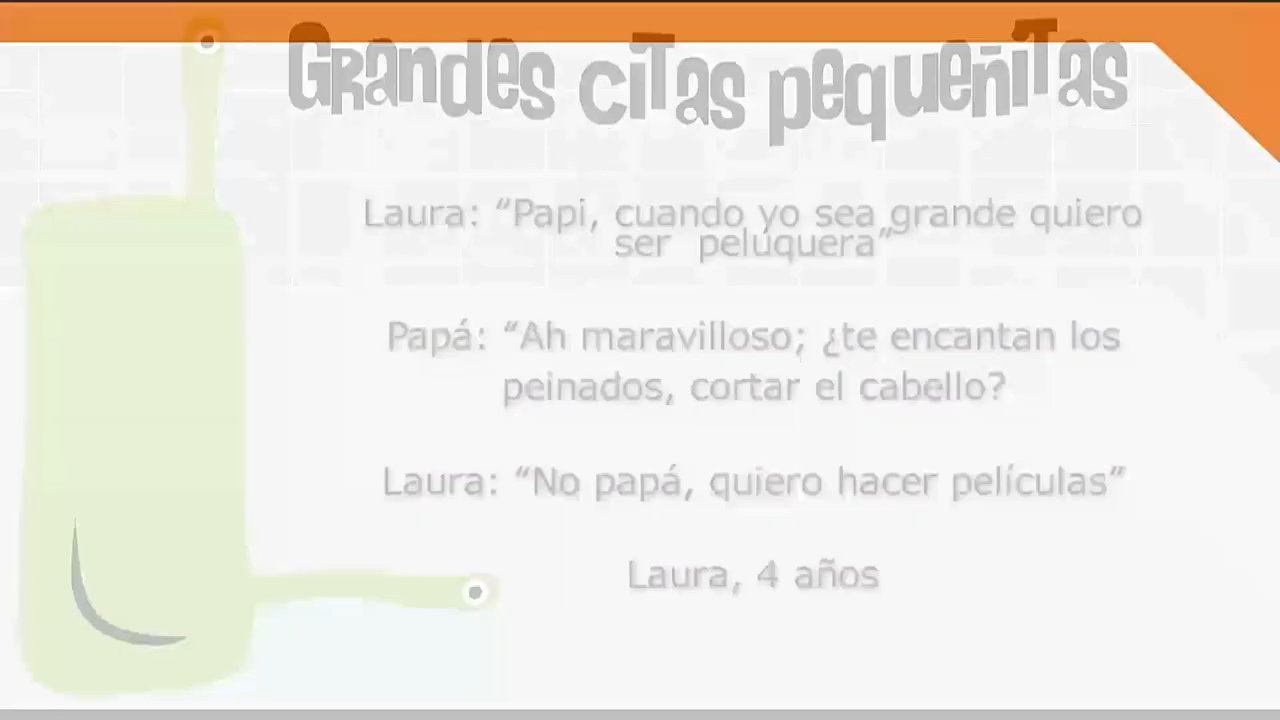 Grandes citas pequeñitas
Laura: “Papi, cuando yo sea grande quiero
ser peluquera”
Papá: “Ah maravilloso; ¿te encantan los
peinados, cortar el cabello?
Laura: “No papá, quiero hacer películas”
Laura, 4 años